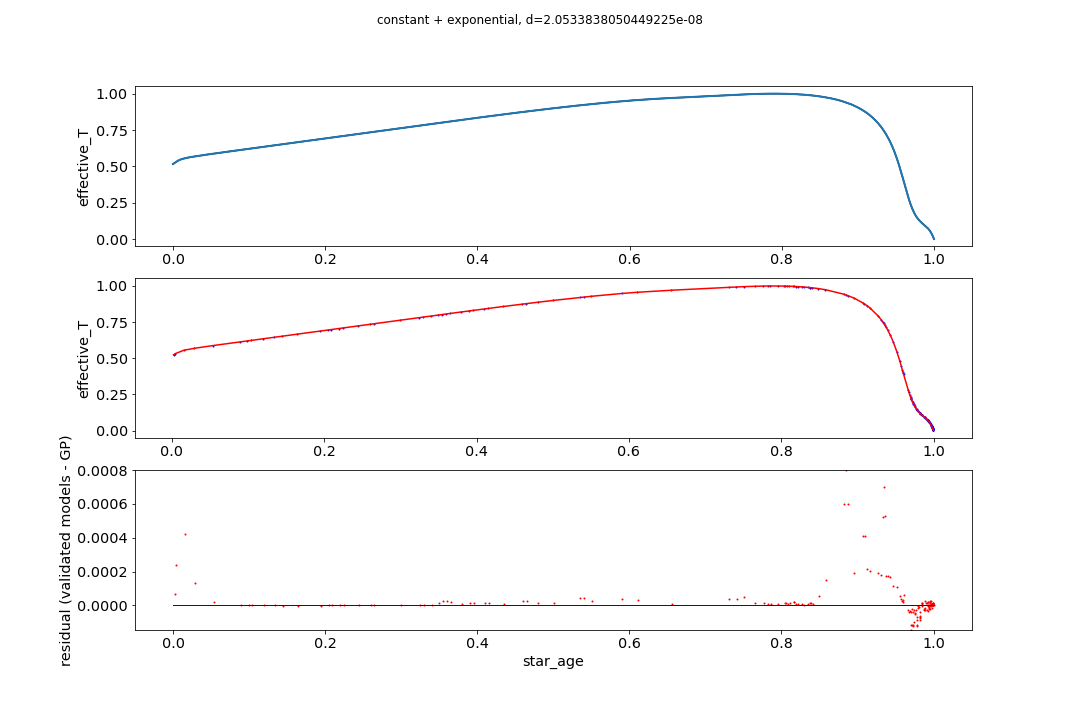 constant + exponential, d=2.0533838050449225e-08
effective_T
1.00
0.75
0.50
0.25
0.00
0.0 0.2 0.4 0.6 0.8 1.0
effective_T
1.00
0.75
0.50
0.25
0.00
0.0 0.2 0.4 0.6 0.8 1.0
residual (validated models - GP)
0.0008
0.0006
0.0004
0.0002
0.0000
0.0 0.2 0.4 0.6 0.8 1.0
star_age